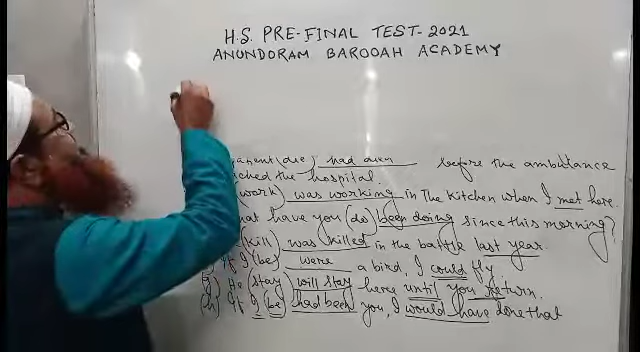 H.S. PRE-FINAL TEST-2021
ANUNDORAM BAROOAH ACADEMY
(die) had died before the ambulance
the hospital.
work) was working in the kitchen when I met here.
have you (do) been doing since this morning?
(kill) was killed in the battle last year.
If I (be) were a bird, I could fly
He (stay) will stay here until you return.
(h) If I (be) had been you, I would have done that